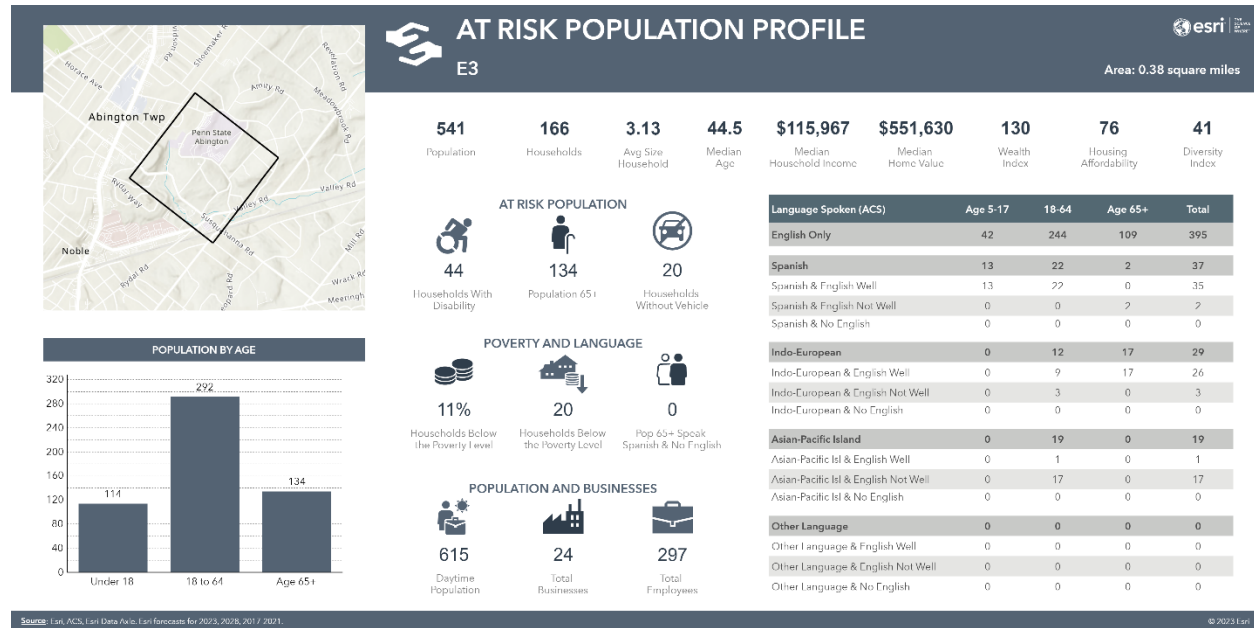 AT RISK POPULATION PROFILE
E3
esri
THE SCIENCE OF WHERE
Area: 0.38 square miles
Horace Ave
Shoemaker R
Revelation Rd
Meadowbrook Rd
Amity Rd
Abington Twp
Penn State
Abington
Rydal Way
Valley Rd
Valley Rd
Susquehanna Rd
Noble
Rydal Rd
Mill Rd
Wrack Rd
Meetingh
541
Population
166
Households
3.13
Avg Size
Household
44.5
Median
Age
$115,967
Median
Household Income
$551,630
Median
Home Value
130
Wealth
Index
76
Housing
Affordability
41
Diversity
Index
AT RISK POPULATION
44
Households With
Disability
134
Population 65+
20
Households
Without Vehicle
POVERTY AND LANGUAGE
11%
Households Below
the Poverty Level
20
Households Below
the Poverty Level
0
Pop 65+ Speak
Spanish & No English
POPULATION AND BUSINESSES
615
Daytime
Population
24
Total
Businesses
297
Total
Employees
POPULATION BY AGE
320
280
240
200
160
120
80
40
0
114
292
134
Under 18 18 to 64 Age 65+
Language Spoken (ACS) Age 5-17 18-64 Age 65+ Total
English Only 42 244 109 395
Spanish 13 22 2 37
Spanish & English Well 13 22 0 35
Spanish & English Not Well 0 0 2 2
Spanish & No English 0 0 0 0
Indo-European 0 12 17 29
Indo-European & English Well 0 9 17 26
Indo-European & English Not Well 0 3 0 3
Indo-European & No English 0 0 0 0
Asian-Pacific Island 0 19 0 19
Asian-Pacific Isl & English Well 0 1 0 1
Asian-Pacific Isl & English Not Well 0 17 0 17
Asian-Pacific Isl & No English 0 0 0 0
Other Language 0 0 0 0
Other Language & English Well 0 0 0 0
Other Language & English Not Well 0 0 0 0
Other Language & No English 0 0 0 0
Source: Esri, ACS, Esri-Data Axle. Esri forecasts for 2023, 2028, 2017-2021.
© 2023 Esri